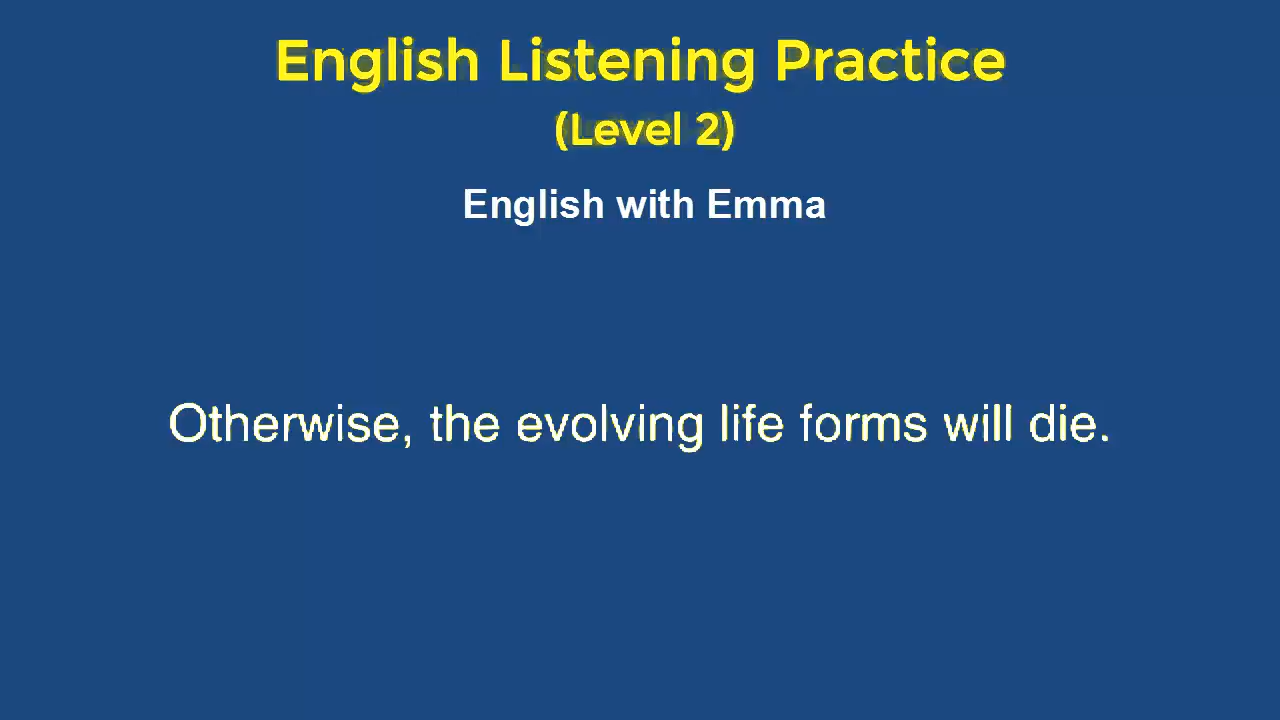 English Listening Practice
(Level 2)
English with Emma
Otherwise, the evolving life forms will die.